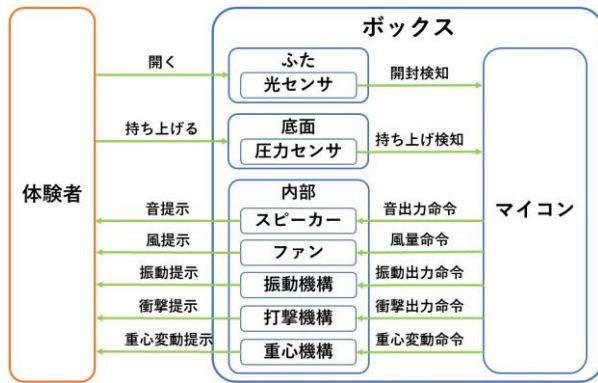 ボックス
開く
ふた
光センサ
開封検知
持ち上げる
底面
圧力センサ
持ち上げ検知
体験者
マイコン
内部
音提示
スピーカー
音出力命令
風提示
ファン
風量命令
振動提示
振動機構
振動出力命令
衝撃提示
打撃機構
衝撃出力命令
重心変動提示
重心機構
重心変動命令